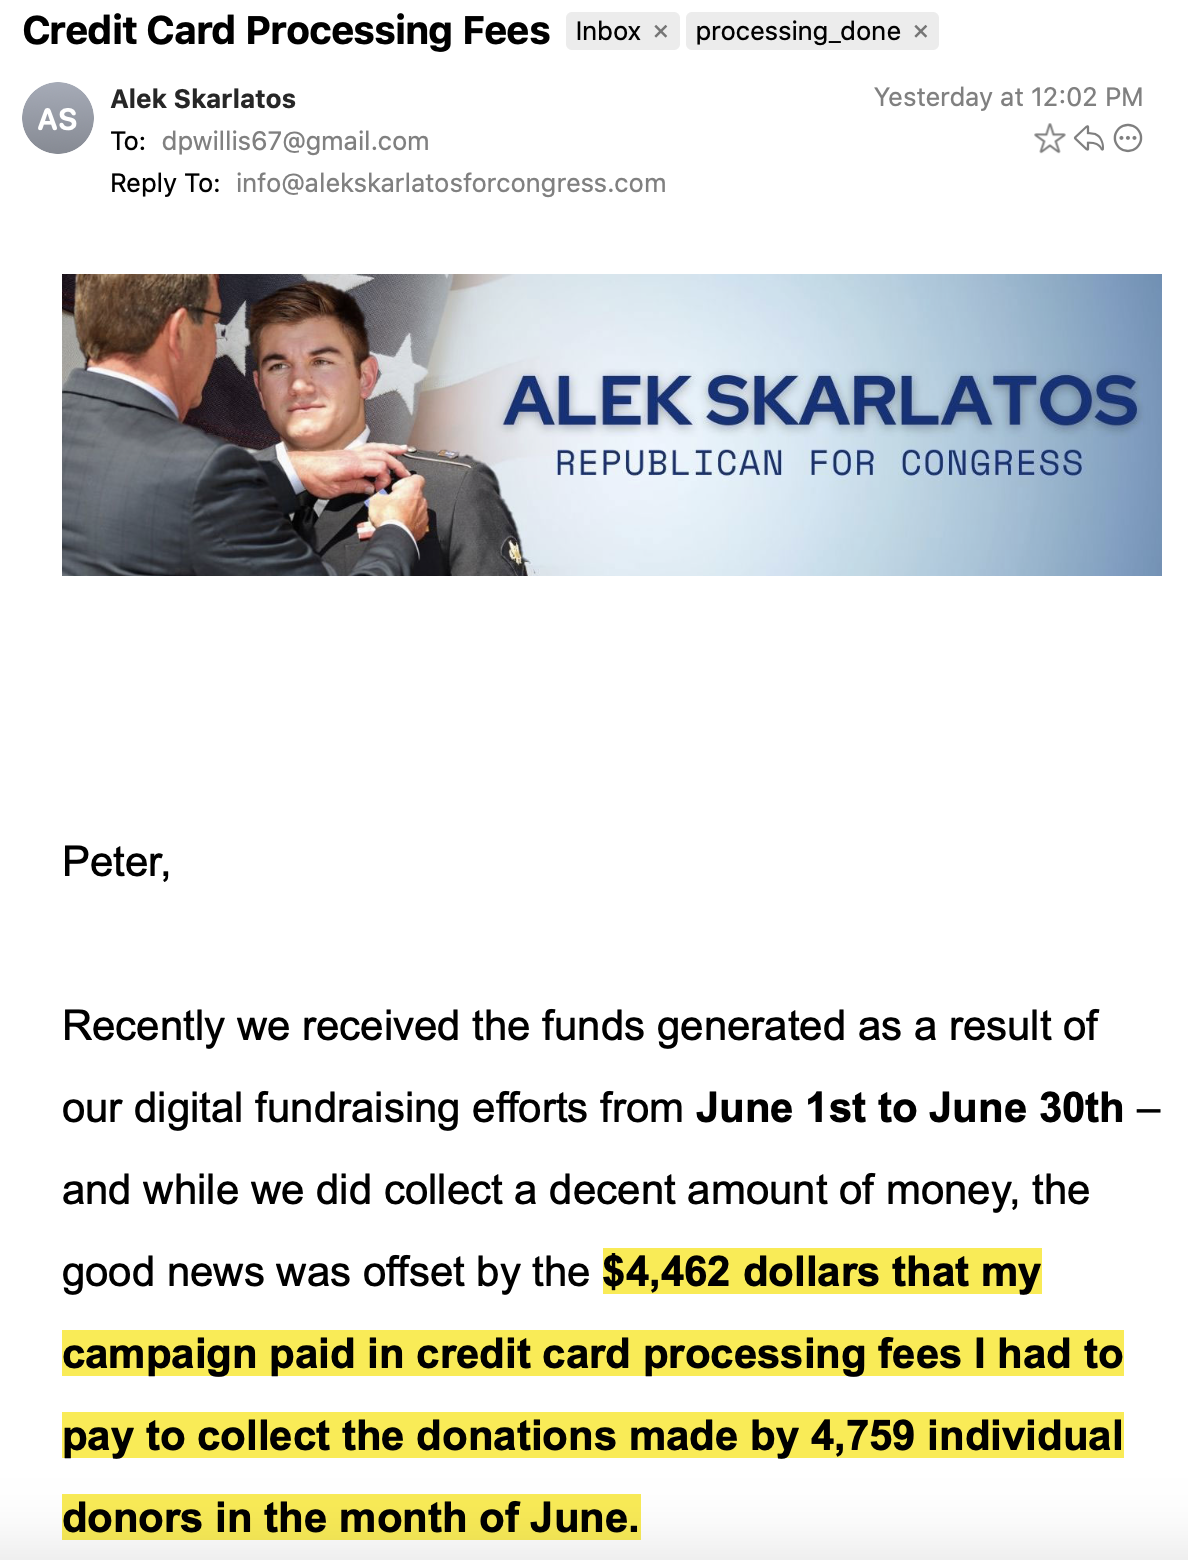 Credit Card Processing Fees Inbox × processing_done ×
AS
Alek Skarlatos
Yesterday at 12:02 PM
To: dpwillis67@gmail.com
Reply To: info@alekskarlatosforcongress.com
ALEK SKARLATOS
REPUBLICAN FOR CONGRESS
Peter,
Recently we received the funds generated as a result of
our digital fundraising efforts from June 1st to June 30th –
and while we did collect a decent amount of money, the
good news was offset by the $4,462 dollars that my
campaign paid in credit card processing fees I had to
pay to collect the donations made by 4,759 individual
donors in the month of June.